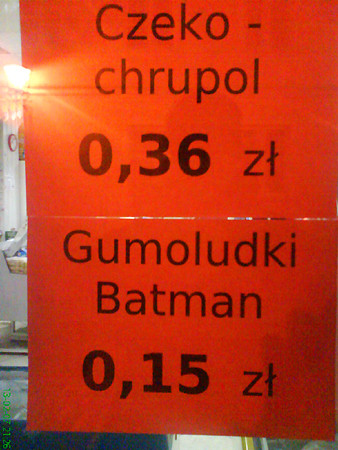 Czeko -
chrupol
0,36 zł
Gumoludki
Batman
0,15 zł